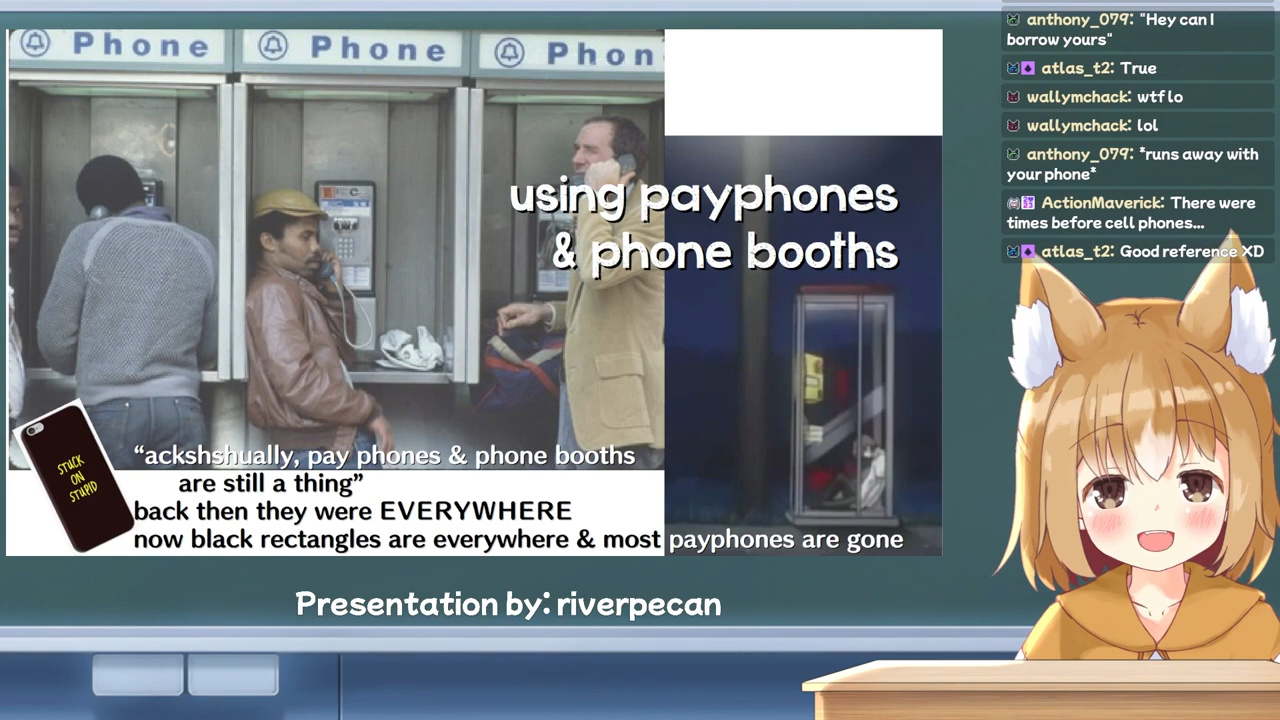 Phone
Phone
Phon
using payphones
& phone booths
STUCK
ON
STUPID
“ackshshually, pay phones & phone booths
are still a thing”
back then they were EVERYWHERE
now black rectangles are everywhere & most payphones are gone
Presentation by: riverpecan
anthony_079: "Hey can I
borrow yours"
atlas_t2: True
wallymchack: wtf lo
wallymchack: lol
anthony_079: *runs away with
your phone*
ActionMaverick: There were
times before cell phones...
atlas_t2: Good reference XD